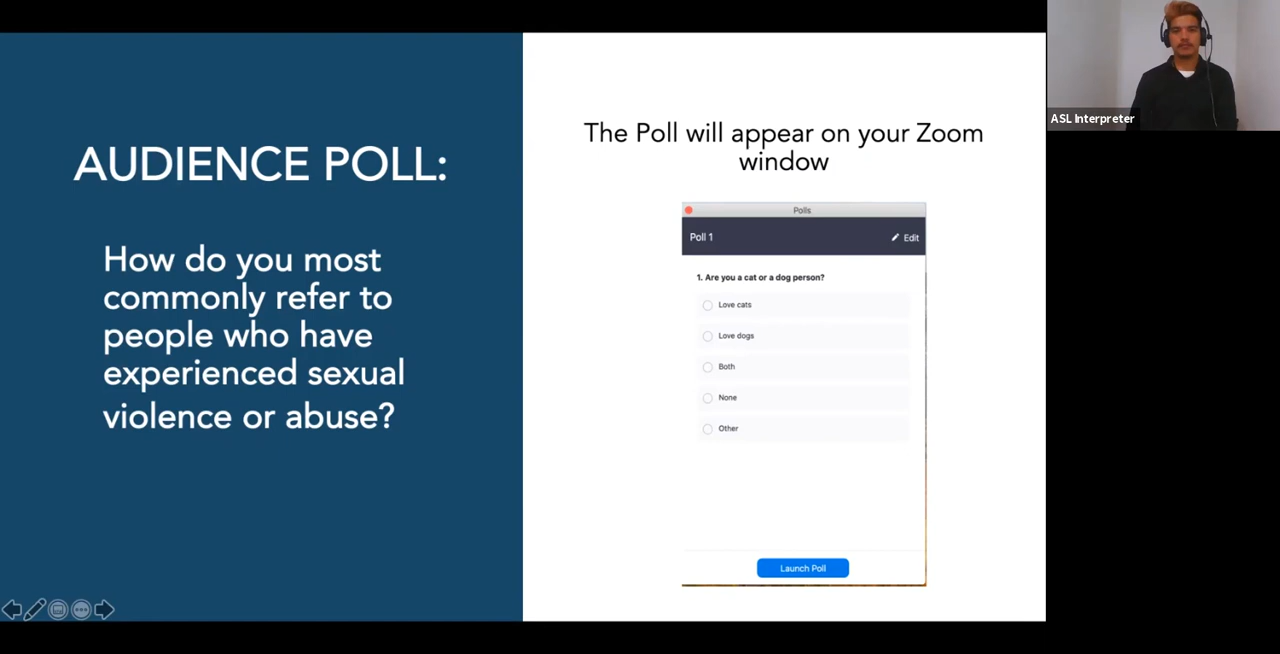 AUDIENCE POLL:
How do you most
commonly refer to
people who have
experienced sexual
violence or abuse?
The Poll will appear on your Zoom
window
Polls
Poll 1
Edit
1. Are you a cat or a dog person?
Love cats
Love dogs
Both
None
Other
Launch Poll
ASL Interpreter